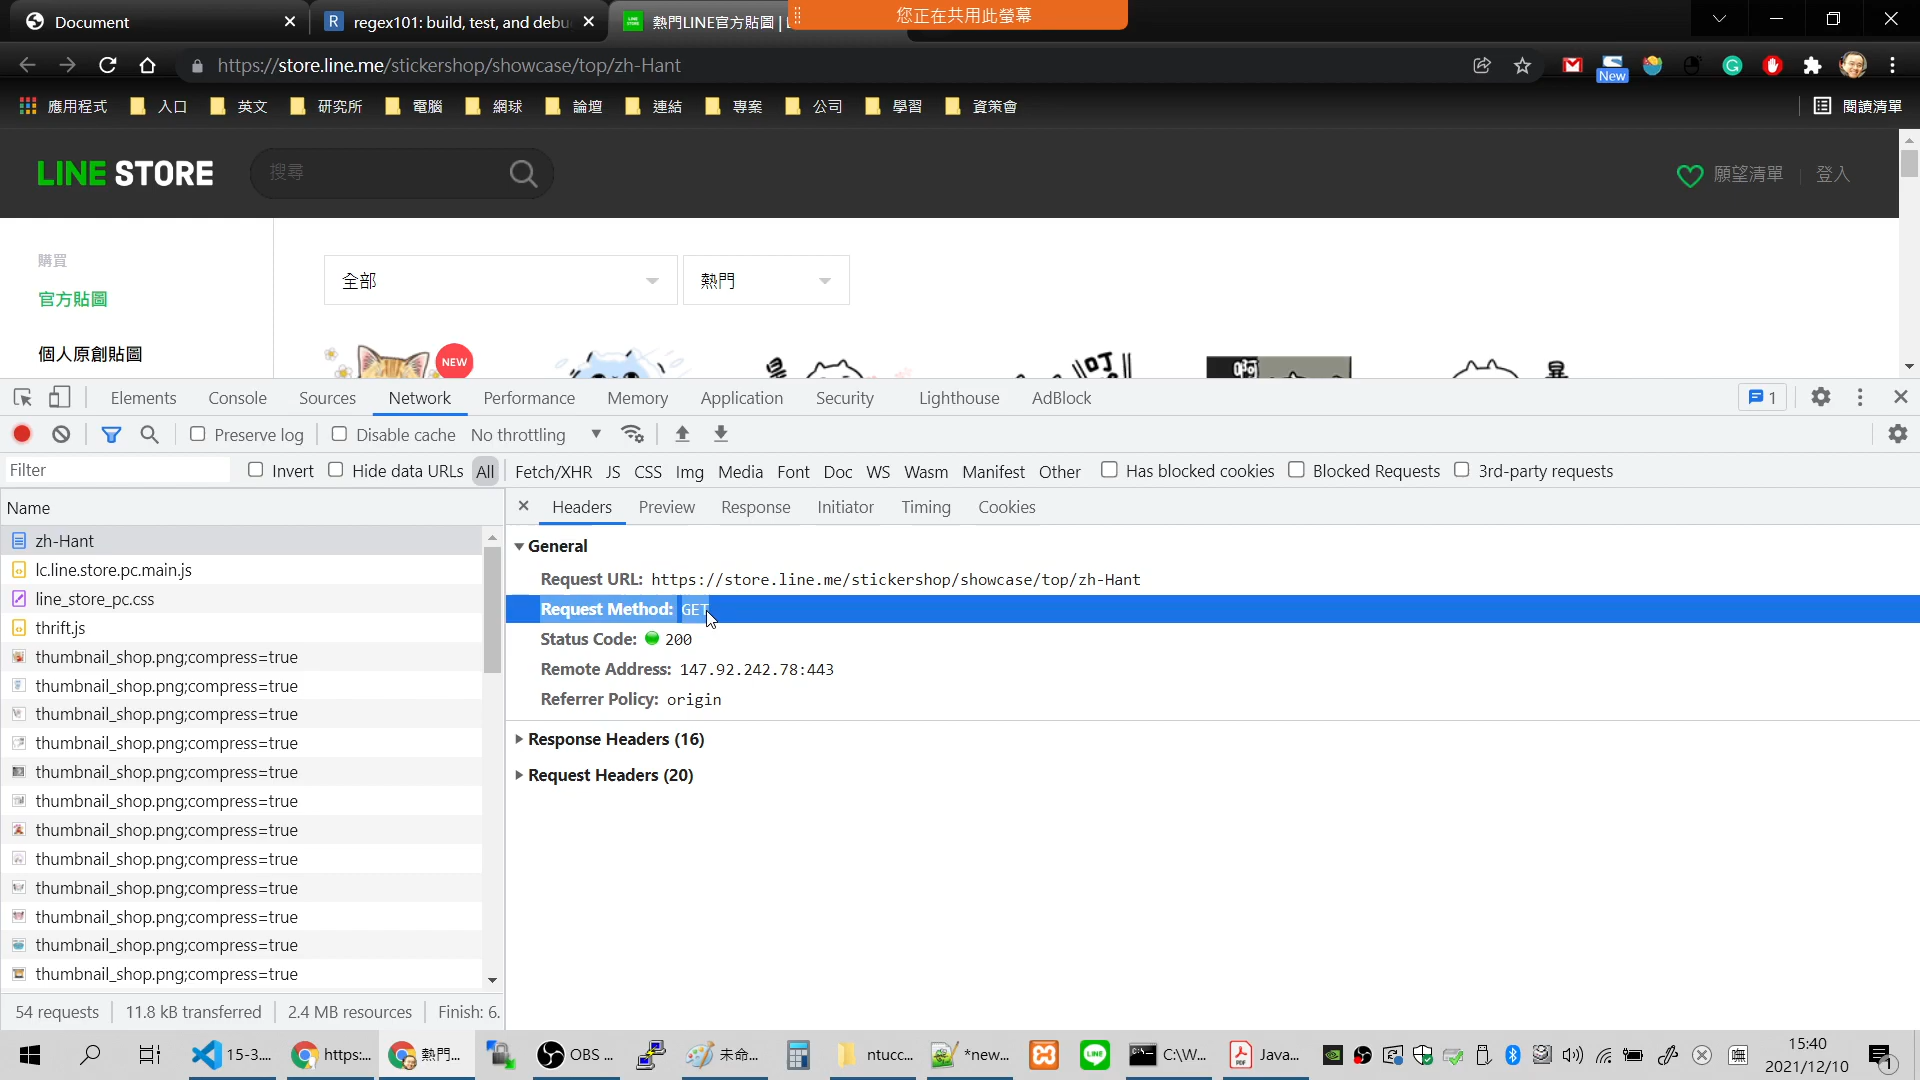 Document
regex101: build, test, and debu
熱門LINE官方貼圖 | L
您正在共用此螢幕
https://store.line.me/stickershop/showcase/top/zh-Hant
New
應用程式 入口 英文 研究所 電腦 網球 論壇 連結 專案 公司 學習 資策會 閱讀清單
LINE STORE
搜尋
願望清單
登入
購買
全部
熱門
官方貼圖
個人原創貼圖
NEW
Elements Console Sources Network Performance Memory Application Security Lighthouse AdBlock 1
Preserve log Disable cache No throttling
Filter Invert Hide data URLs All Fetch/XHR JS CSS Img Media Font Doc WS Wasm Manifest Other Has blocked cookies Blocked Requests 3rd-party requests
Name
Headers Preview Response Initiator Timing Cookies
zh-Hant
lc.line.store.pc.main.js
line_store_pc.css
thrift.js
thumbnail_shop.png;compress=true
thumbnail_shop.png;compress=true
thumbnail_shop.png;compress=true
thumbnail_shop.png;compress=true
thumbnail_shop.png;compress=true
thumbnail_shop.png;compress=true
thumbnail_shop.png;compress=true
thumbnail_shop.png;compress=true
thumbnail_shop.png;compress=true
thumbnail_shop.png;compress=true
thumbnail_shop.png;compress=true
thumbnail_shop.png;compress=true
General
Request URL: https://store.line.me/stickershop/showcase/top/zh-Hant
Request Method: GET
Status Code: 200
Remote Address: 147.92.242.78:443
Referrer Policy: origin
Response Headers (16)
Request Headers (20)
54 requests 11.8 kB transferred 2.4 MB resources Finish: 6.
15-3.... https:... 熱門... OBS ... 未命... ntucc... *new... C:\W... Java...
15:40
2021/12/10
1